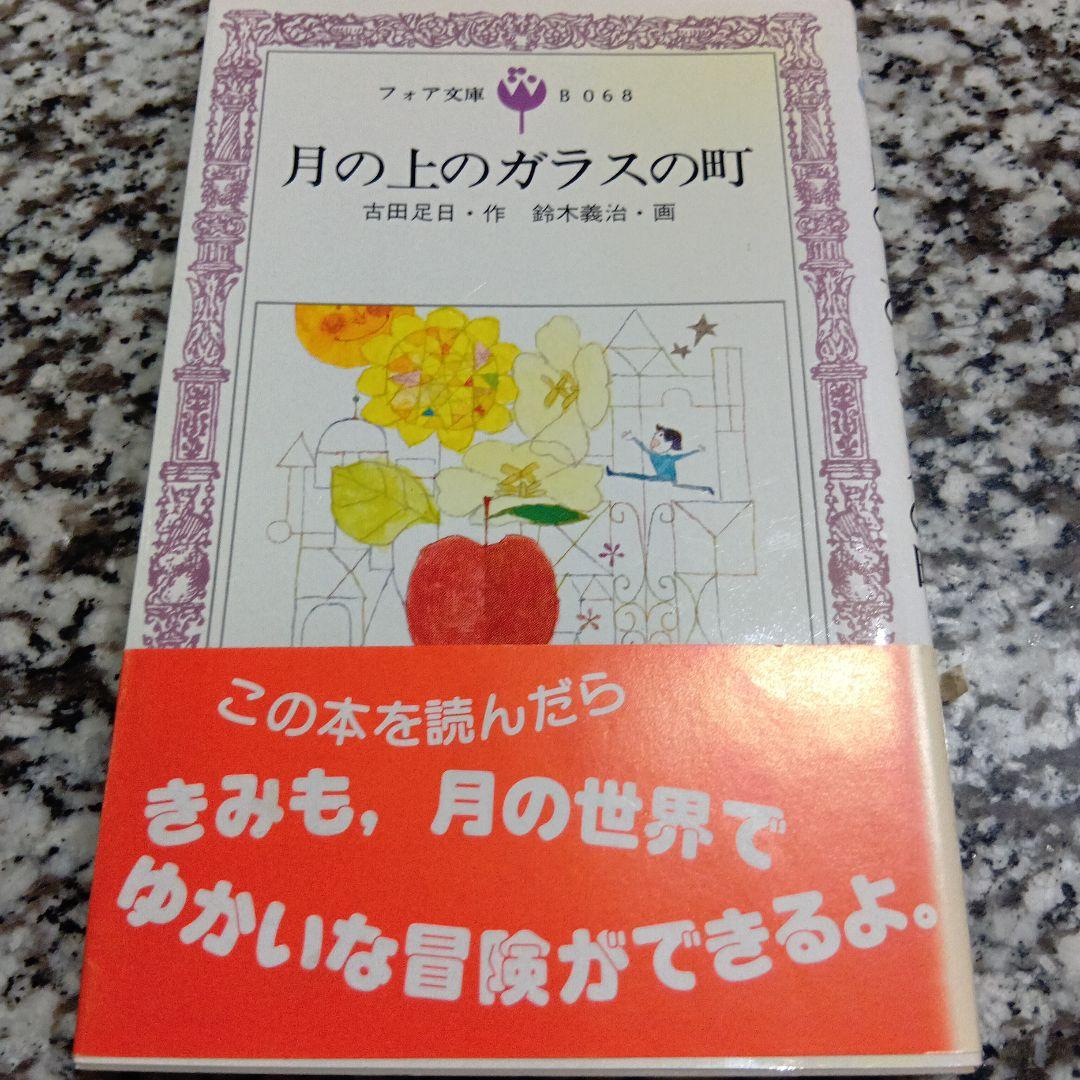 フォア文庫 B068
月の上のガラスの町
古田足日・作 鈴木義治・画
この本を読んだら
きみも,月の世界で
ゆかいな冒険ができるよ。